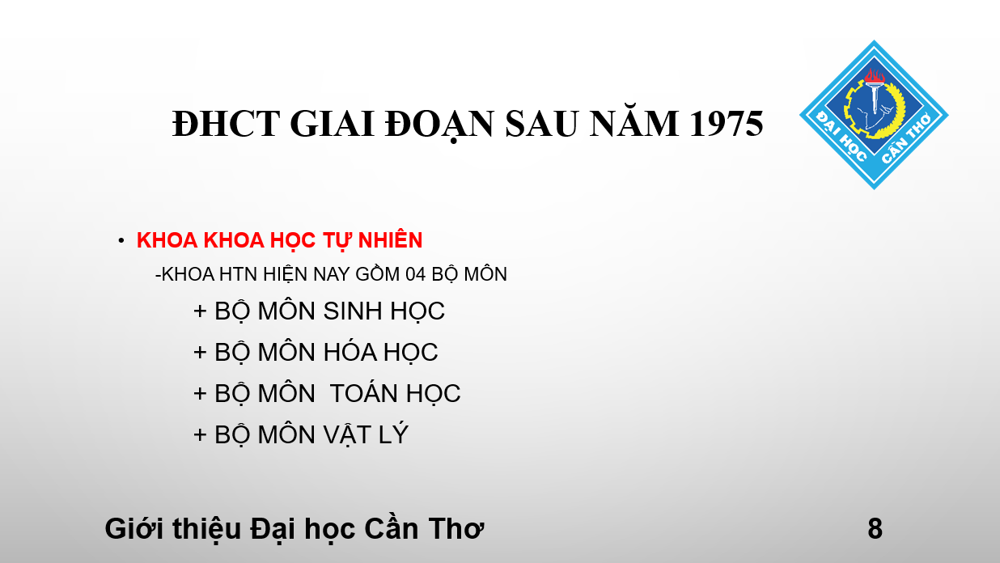 ĐHCT GIAI ĐOẠN SAU NĂM 1975
ĐẠI HỌC CẦN THƠ
• KHOA KHOA HỌC TỰ NHIÊN
-KHOA HTN HIỆN NAY GỒM 04 BỘ MÔN
+ BỘ MÔN SINH HỌC
+ BỘ MÔN HÓA HỌC
+ BỘ MÔN  TOÁN HỌC
+ BỘ MÔN VẬT LÝ
Giới thiệu Đại học Cần Thơ 8